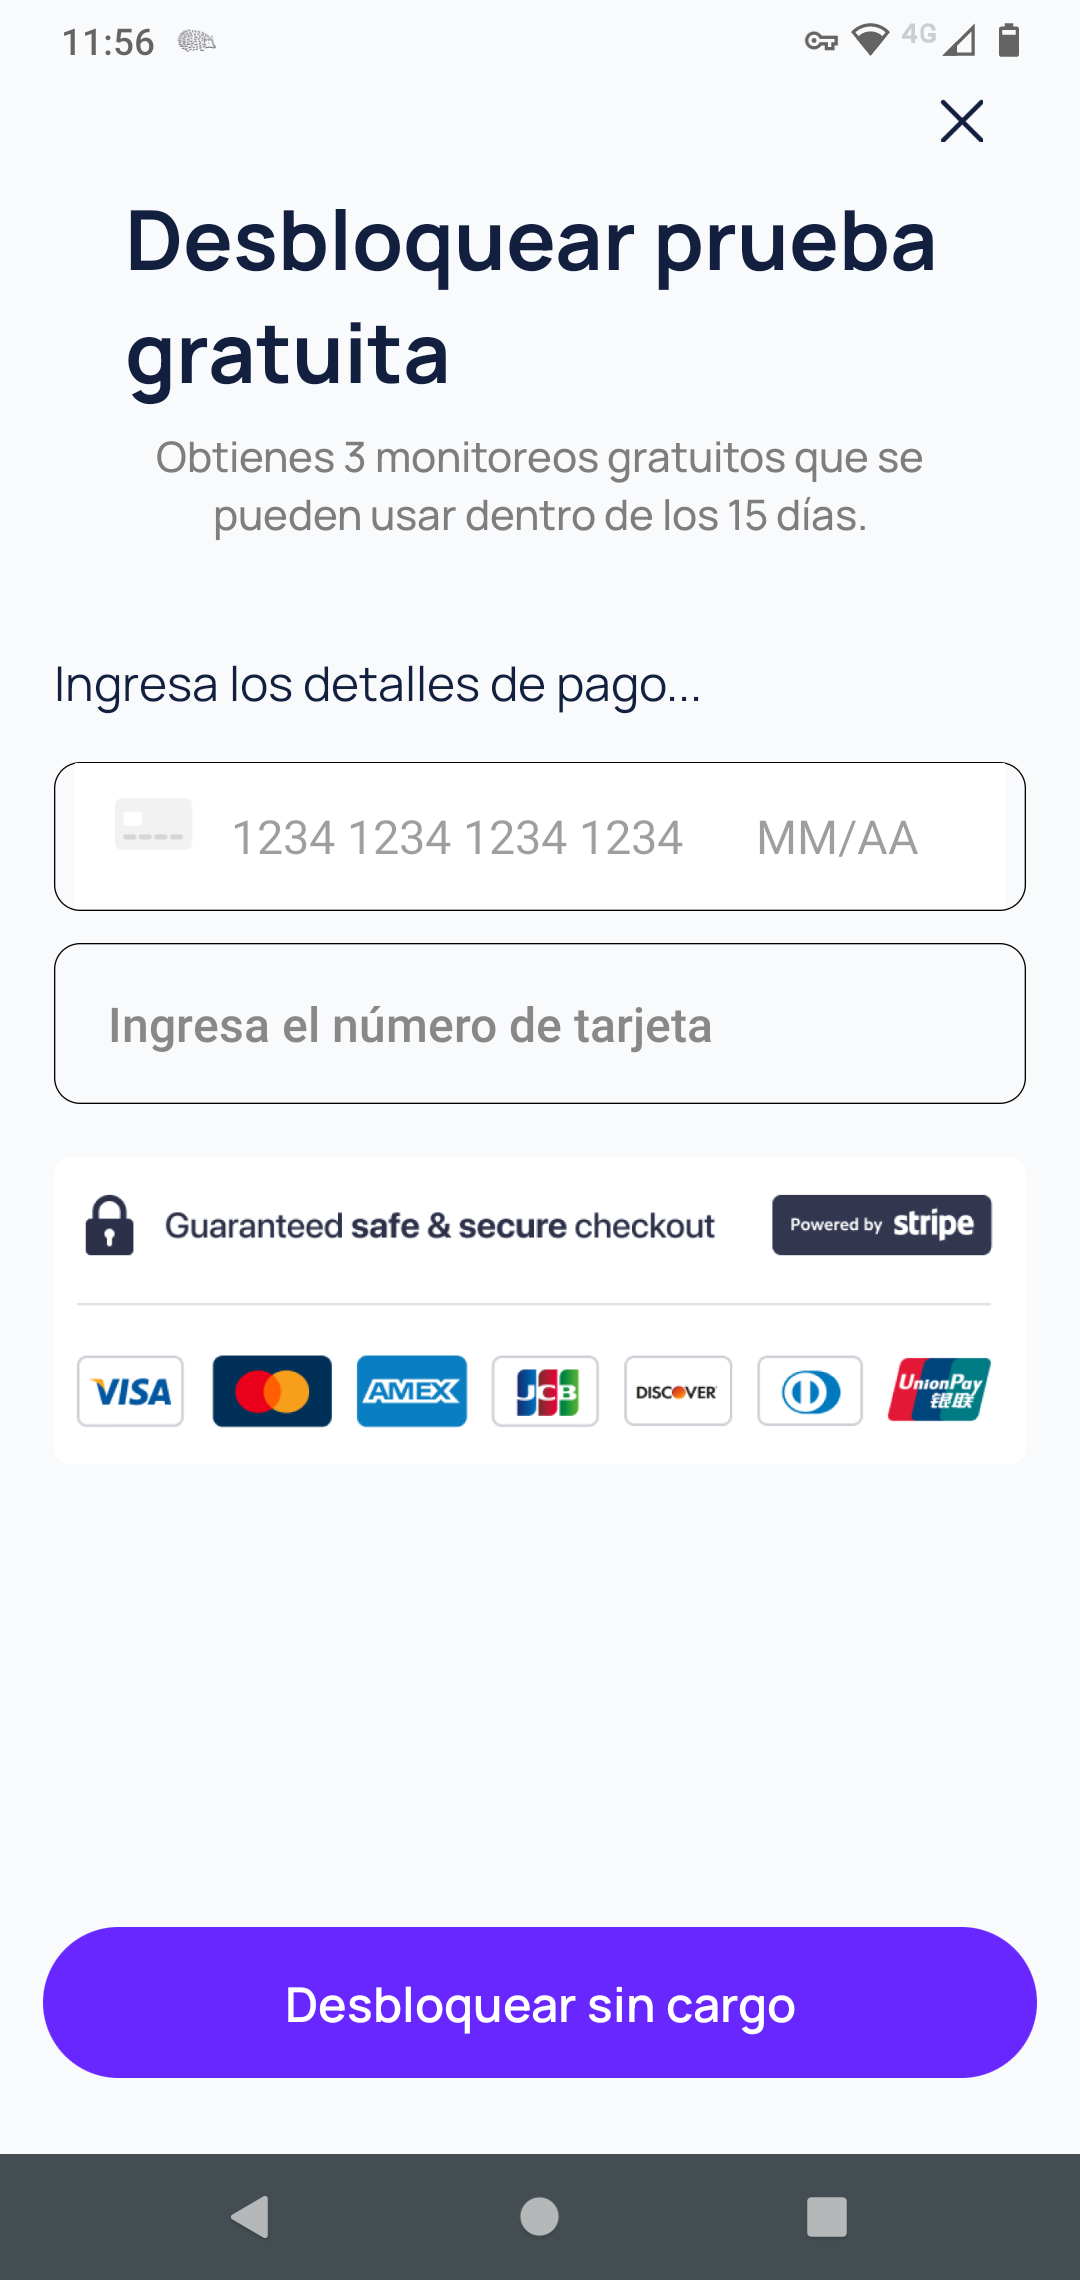 11:56
4G
Desbloquear prueba
gratuita
Obtienes 3 monitoreos gratuitos que se
pueden usar dentro de los 15 días.
Ingresa los detalles de pago...
1234 1234 1234 1234 MM/AA
Ingresa el número de tarjeta
Guaranteed safe & secure checkout Powered by stripe
VISA AMEX JCB DISCOVER UnionPay
银联
Desbloquear sin cargo